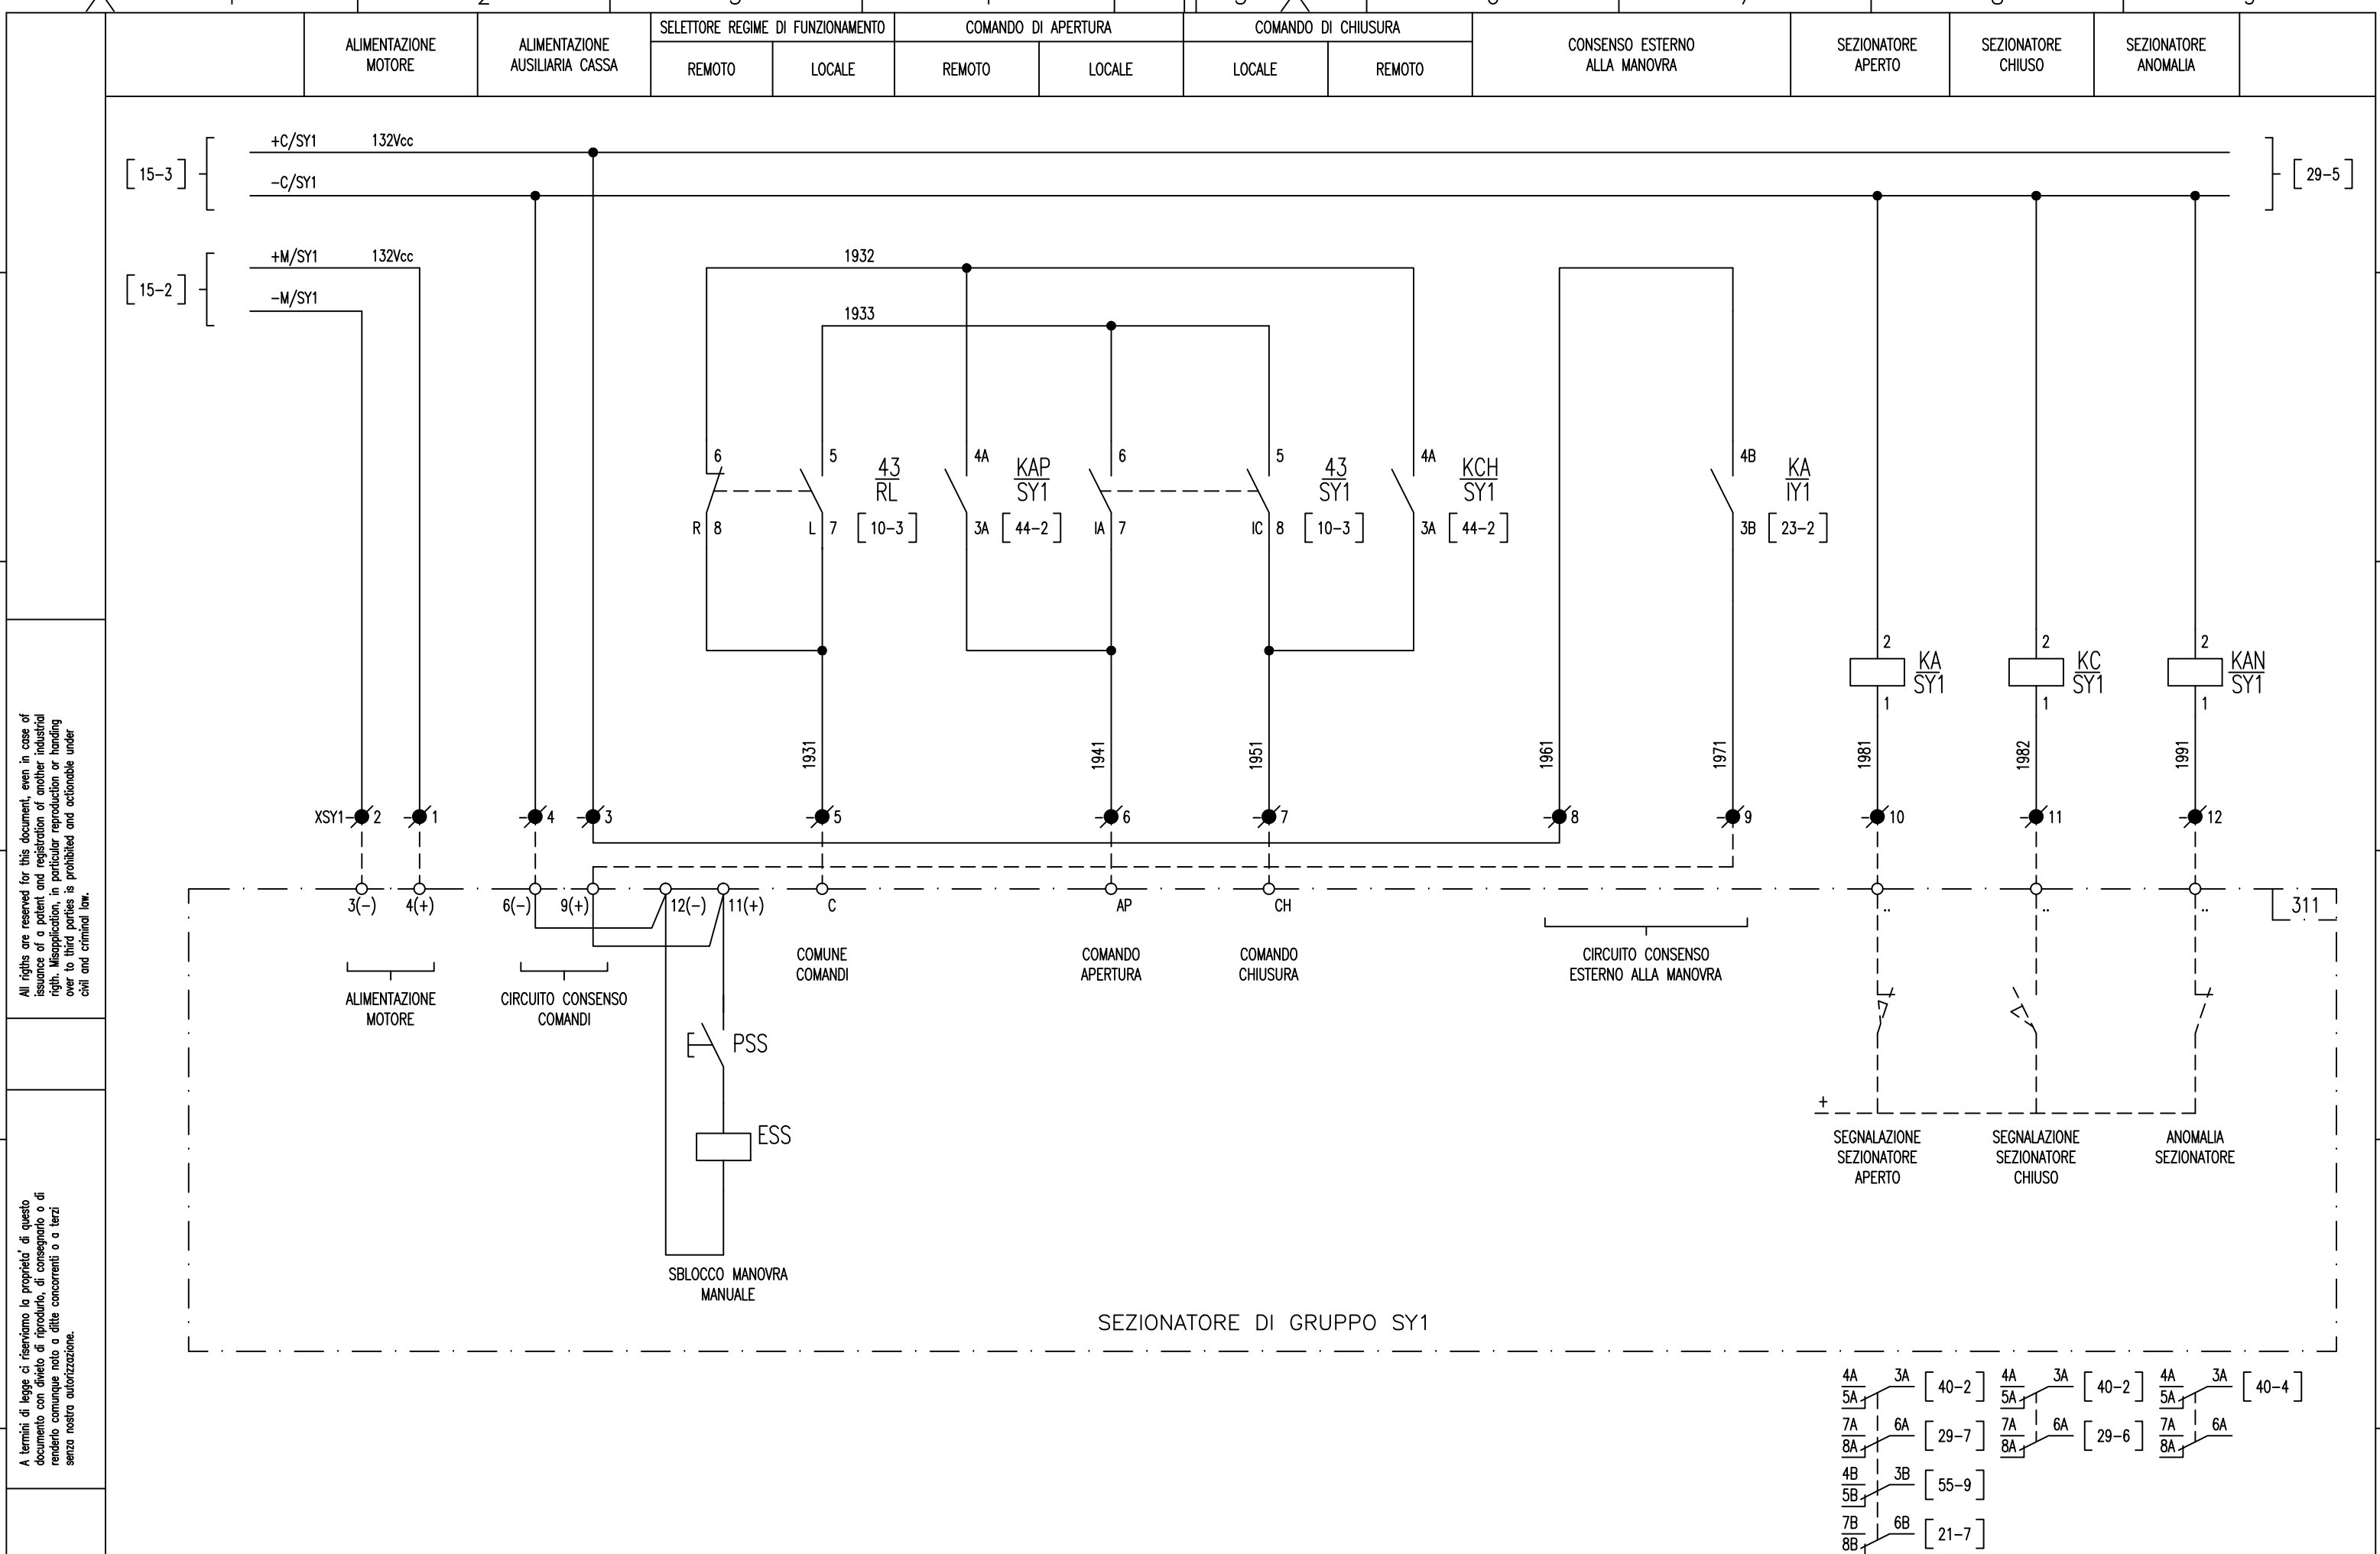 SELETTORE REGIME DI FUNZIONAMENTO
COMANDO DI APERTURA
COMANDO DI CHIUSURA
ALIMENTAZIONE
MOTORE
ALIMENTAZIONE
AUSILIARIA CASSA
REMOTO
LOCALE
REMOTO
LOCALE
LOCALE
REMOTO
CONSENSO ESTERNO
ALLA MANOVRA
SEZIONATORE
APERTO
SEZIONATORE
CHIUSO
SEZIONATORE
ANOMALIA
+C/SY1 132Vcc
15-3
-C/SY1
29-5
+M/SY1 132Vcc
15-2
-M/SY1
1932
1933
6
5
4A
6
5
4A
4B
43
RL
KAP
SY1
43
SY1
KCH
SY1
KA
IY1
R 8
L 7
10-3
3A
44-2
IA 7
IC 8
10-3
3A
44-2
3B
23-2
2
2
2
KA
SY1
KC
SY1
KAN
SY1
1
1
1
1931
1941
1951
1961
1971
1981
1982
1991
XSY1- 2
- 1
- 4
- 3
- 5
- 6
- 7
- 8
- 9
- 10
- 11
- 12
3(-)
4(+)
6(-)
9(+)
12(-)
11(+)
C
AP
CH
..
..
..
311
COMUNE
COMANDI
COMANDO
APERTURA
COMANDO
CHIUSURA
CIRCUITO CONSENSO
ESTERNO ALLA MANOVRA
ALIMENTAZIONE
MOTORE
CIRCUITO CONSENSO
COMANDI
PSS
ESS
+
SEGNALAZIONE
SEZIONATORE
APERTO
SEGNALAZIONE
SEZIONATORE
CHIUSO
ANOMALIA
SEZIONATORE
SBLOCCO MANOVRA
MANUALE
SEZIONATORE DI GRUPPO SY1
4A 3A
5A
40-2
4A 3A
5A
40-2
4A 3A
5A
40-4
7A 6A
8A
29-7
7A 6A
8A
29-6
7A 6A
8A
4B 3B
5B
55-9
7B 6B
8B
21-7
All rigths are reserved for this document, even in case of
issuance of a patent and registration of another industrial
rigth. Misapplication, in particular reproduction or handing
over to third parties is prohibited and actionable under
civil and criminal law.
A termini di legge ci riserviamo la proprieta' di questo
documento con divieto di riprodurlo, di consegnarlo o di
renderlo comunque noto a ditte concorrenti o a terzi
senza nostra autorizzazione.